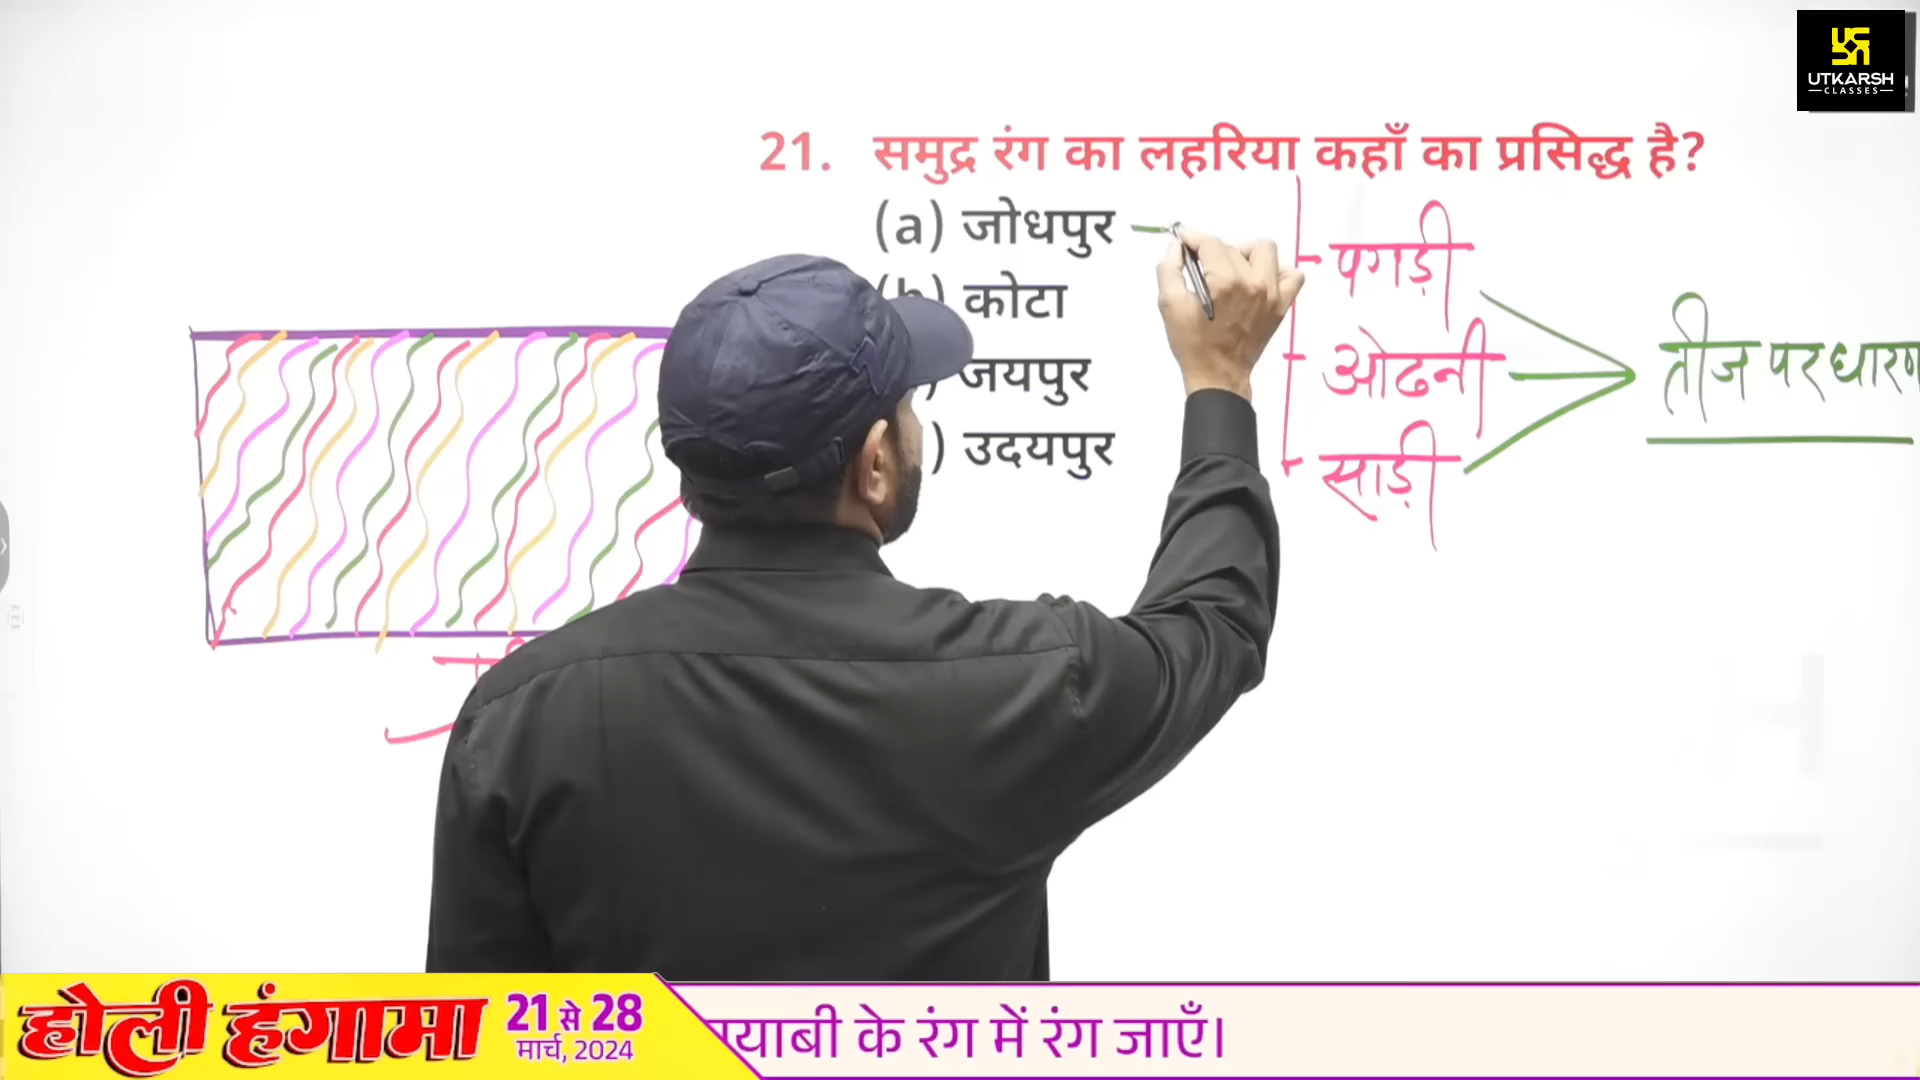 UTKARSH
CLASSES
21. समुद्र रंग का लहरिया कहाँ का प्रसिद्ध है?
(a) जोधपुर
(b) कोटा
) जयपुर
) उदयपुर
पगड़ी
ओढनी
साड़ी
तीज पर धारण
होली हंगामा
21 से 28
मार्च, 2024
याबी के रंग में रंग जाएँ।